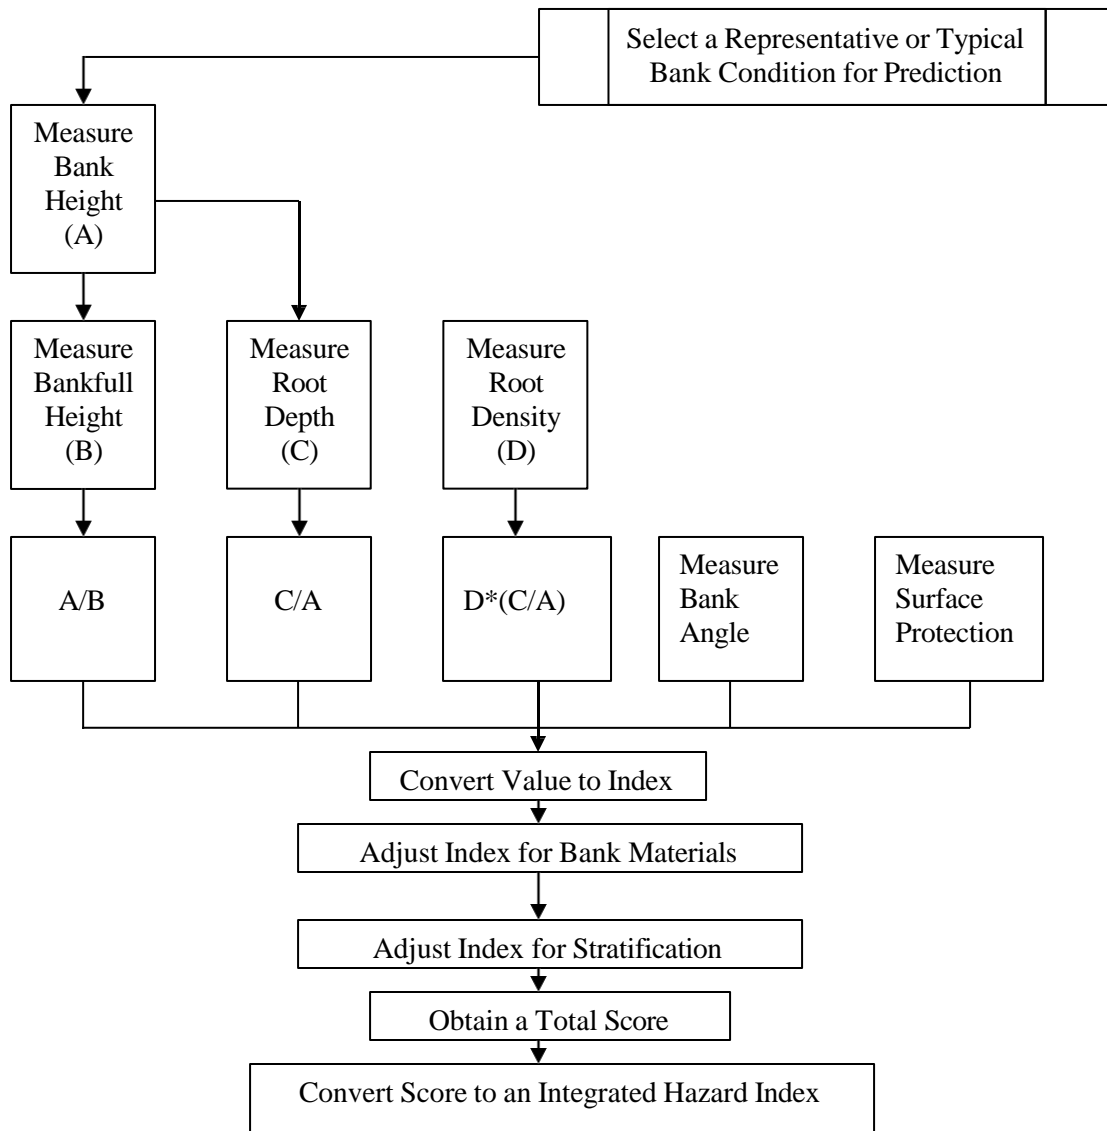 Select a Representative or Typical
Bank Condition for Prediction
Measure
Bank
Height
(A)
Measure
Bankfull
Height
(B)
Measure
Root
Depth
(C)
Measure
Root
Density
(D)
A/B
C/A
D*(C/A)
Measure
Bank
Angle
Measure
Surface
Protection
Convert Value to Index
Adjust Index for Bank Materials
Adjust Index for Stratification
Obtain a Total Score
Convert Score to an Integrated Hazard Index